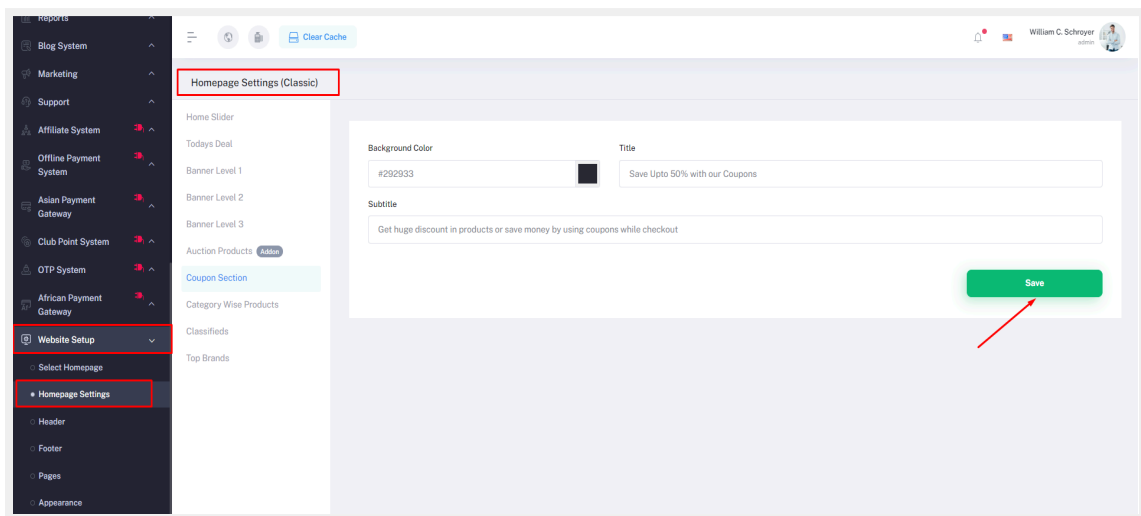 Reports
Blog System
Marketing
Support
Affiliate System
Offline Payment
System
Asian Payment
Gateway
Club Point System
OTP System
African Payment
Gateway
Website Setup
Select Homepage
Homepage Settings
Header
Footer
Pages
Appearance
Clear Cache
William C. Schroyer
admin
Homepage Settings (Classic)
Home Slider
Todays Deal
Banner Level 1
Banner Level 2
Banner Level 3
Auction Products Addon
Coupon Section
Category Wise Products
Classifieds
Top Brands
Background Color
#292933
Title
Save Upto 50% with our Coupons
Subtitle
Get huge discount in products or save money by using coupons while checkout
Save